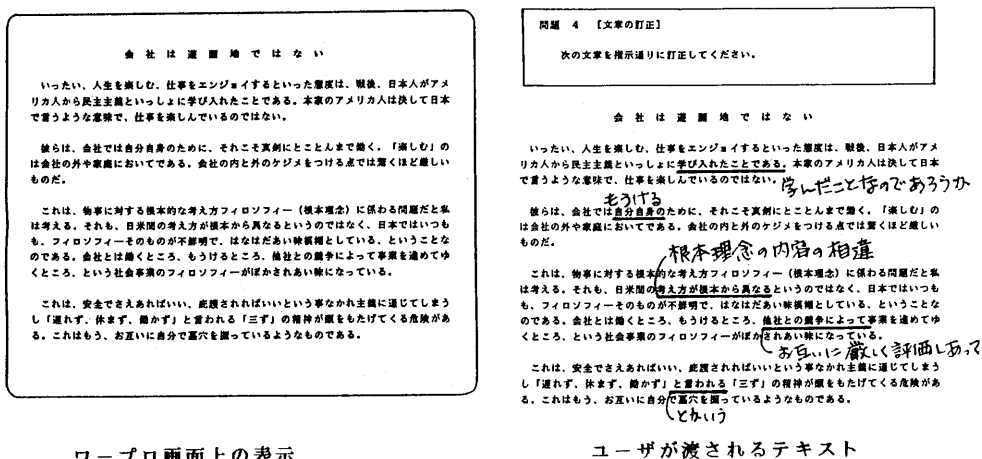 会社は遊園地ではない
いったい、人生を楽しむ、仕事をエンジョイするといった態度は、戦後、日本人がアメ
リカ人から民主主義といっしょに学び入れたことである。本家のアメリカ人は決して日本
で言うような意味で、仕事を楽しんでいるのではない。
彼らは、会社では自分自身のために、それこそ真剣にとことんまで働く。「楽しむ」の
は会社の外や家庭においてである。会社の内と外のケジメをつける点では驚くほど厳しい
ものだ。
これは、物事に対する根本的な考え方フィロソフィー（根本理念）に係わる問題だと私
は考える。それも、日米間の考え方が根本から異なるというのではなく、日本ではいつも
も、フィロソフィーそのものが不鮮明で、はなはだあい昧模糊としている、ということな
のである。会社とは働くところ、もうけるところ、他社との競争によって事業を進めてゆ
くところ、という社会事業のフィロソフィーがぼかされあい昧になっている。
これは、安全でさえあればいい、庇護されればいいという事なかれ主義に通じてしまう
し「遅れず、休まず、働かず」と言われる「三ず」の精神が頭をもたげてくる危険があ
る。これはもう、お互いに自分で墓穴を掘っているようなものである。
ワープロ画面上の表示
問題 4 [文章の訂正]
次の文章を指示通りに訂正してください。
会社は遊園地ではない
いったい、人生を楽しむ、仕事をエンジョイするといった態度は、戦後、日本人がアメ
リカ人から民主主義といっしょに学び入れたことである。本家のアメリカ人は決して日本
で言うような意味で、仕事を楽しんでいるのではない。
学んだことなのであろうか
もうける
彼らは、会社では自分自身のために、それこそ真剣にとことんまで働く。「楽しむ」の
は会社の外や家庭においてである。会社の内と外のケジメをつける点では驚くほど厳しい
ものだ。
根本理念の内容の相違
これは、物事に対する根本的な考え方フィロソフィー（根本理念）に係わる問題だと私
は考える。それも、日米間の考え方が根本から異なるというのではなく、日本ではいつも
も、フィロソフィーそのものが不鮮明で、はなはだあい昧模糊としている、ということな
のである。会社とは働くところ、もうけるところ、他社との競争によって事業を進めてゆ
くところ、という社会事業のフィロソフィーがぼかされあい昧になっている。
お互いに厳しく評価しあって
これは、安全でさえあればいい、庇護されればいいという事なかれ主義に通じてしまう
し「遅れず、休まず、働かず」と言われる「三ず」の精神が頭をもたげてくる危険があ
る。これはもう、お互いに自分で墓穴を掘っているようなものである。
とかいう
ユーザが渡されるテキスト